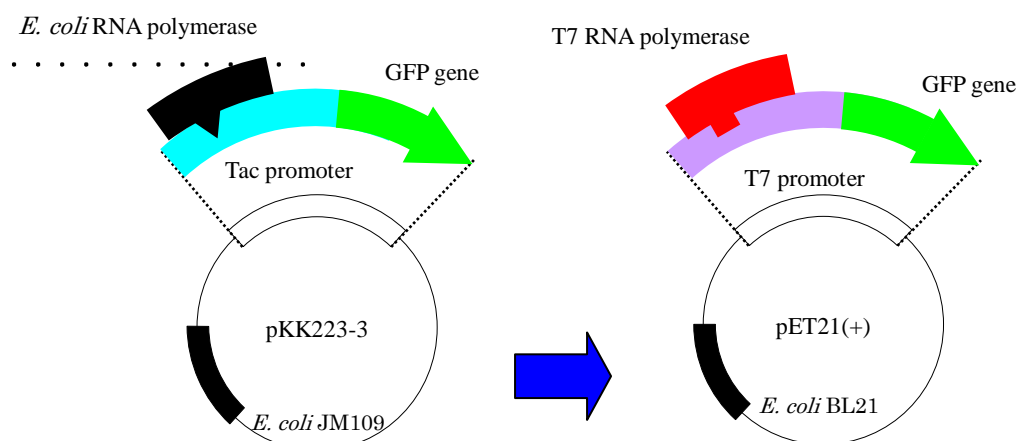 E. coli RNA polymerase
GFP gene
Tac promoter
pKK223-3
E. coli JM109
T7 RNA polymerase
GFP gene
T7 promoter
pET21(+)
E. coli BL21